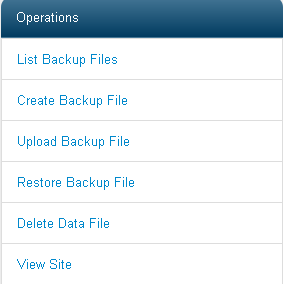 Operations
List Backup Files
Create Backup File
Upload Backup File
Restore Backup File
Delete Data File
View Site